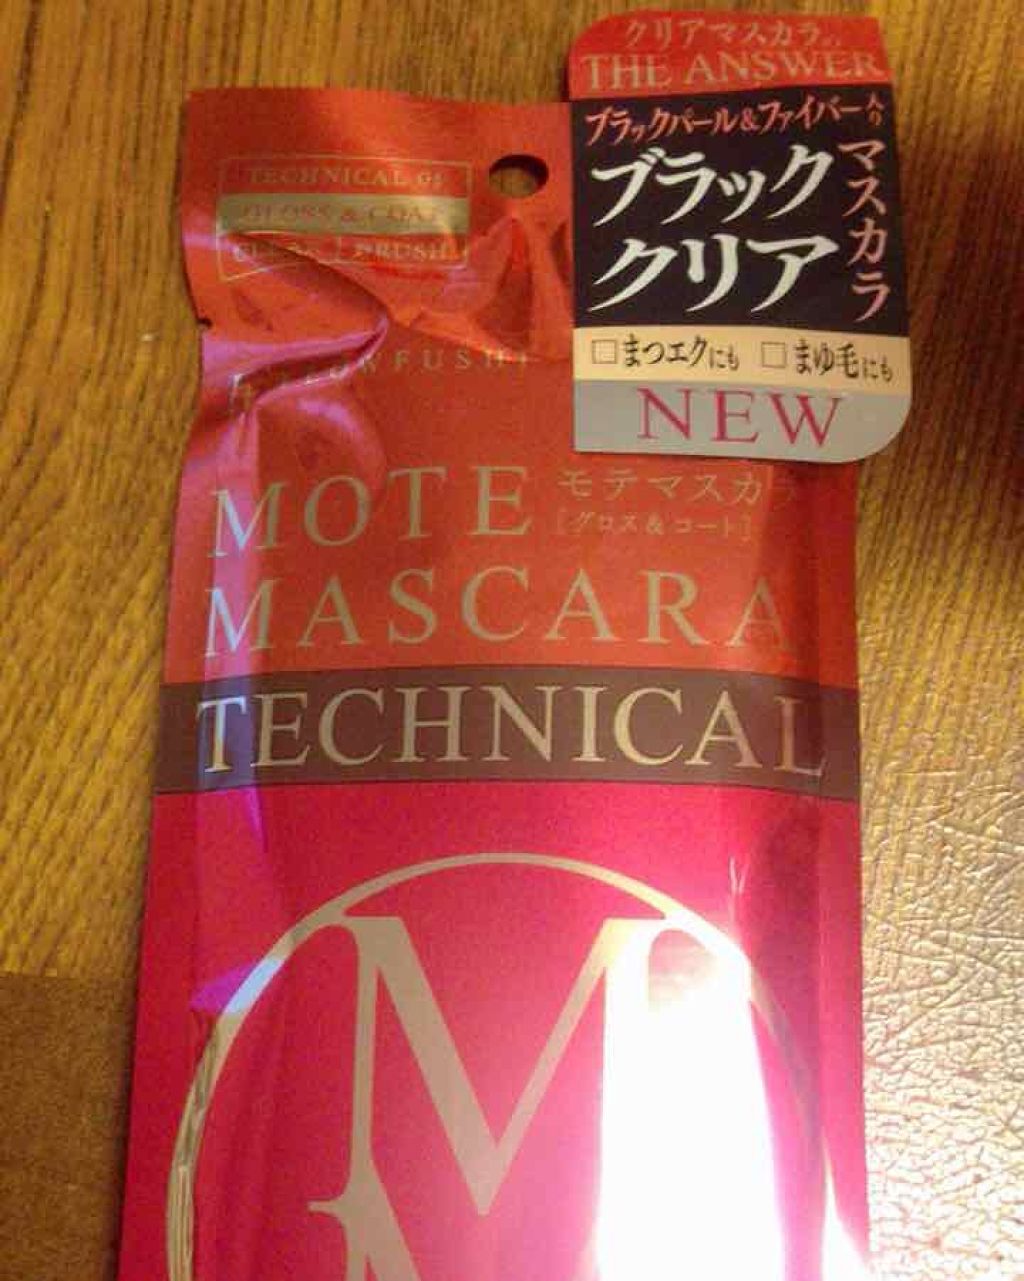 クリアマスカラ。
THE ANSWER
ブラックパール&ファイバー入り
ブラック
クリア
マスカラ
□まつエクにも □まゆ毛にも
NEW
TECHNICAL
GLOSS & COAT
BRUSH
MOTE
MASCARA
モテマスカラ
[グロス&コート]
TECHNICAL
M